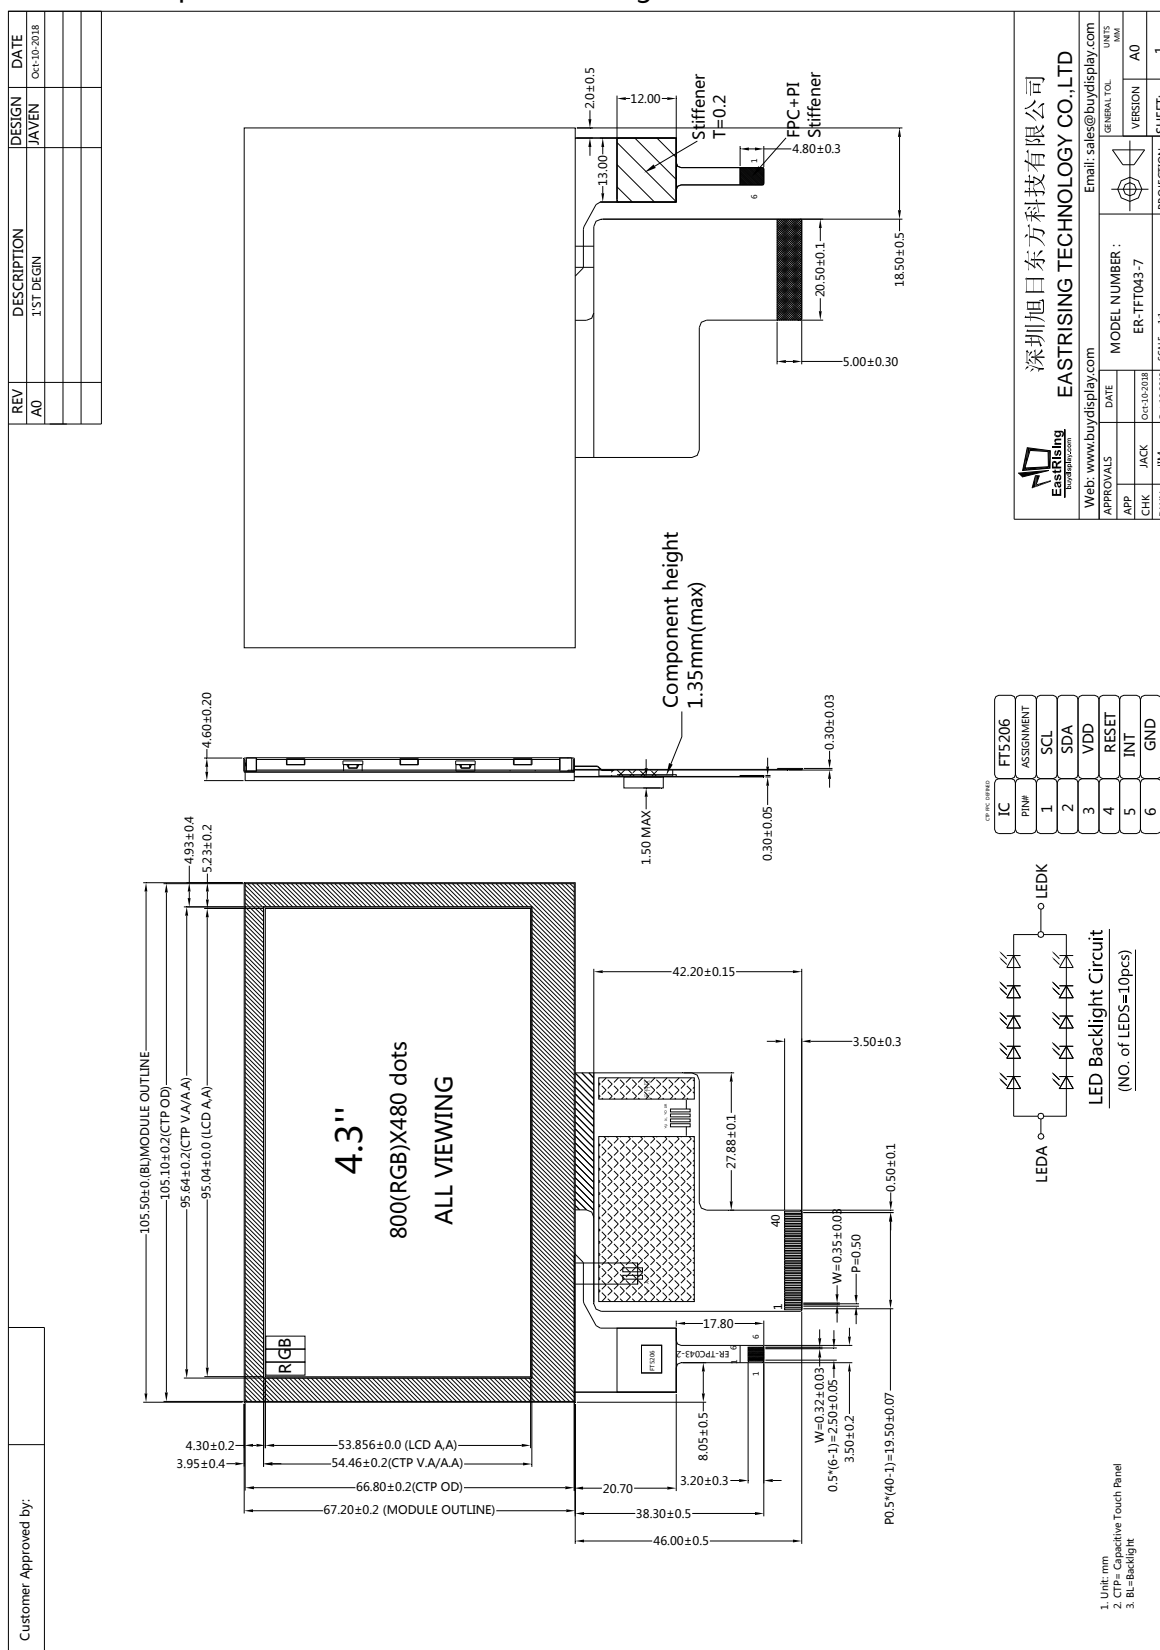 Customer Approved by:
REV
DESCRIPTION
DESIGN
DATE
A0
1'ST DEGIN
JAVEN
Oct-10-2018
105.50±0.(BL)MODULE OUTLINE
105.10±0.2(CTP OD)
95.64±0.2(CTP V.A/A.A)
95.04±0.0 (LCD A,A)
4.93±0.4
5.23±0.2
4.30±0.2
3.95±0.4
53.856±0.0 (LCD A,A)
54.46±0.2(CTP V.A/A.A)
66.80±0.2(CTP OD)
67.20±0.2 (MODULE OUTLINE)
RGB
4.3"
800(RGB)X480 dots
ALL VIEWING
20.70
38.30±0.5
46.00±0.5
42.20±0.15
3.50±0.3
27.88±0.1
0.50±0.1
40
1
W=0.35±0.03
P=0.50
P0.5*(40-1)=19.50±0.07
17.80
FT5206
ER-TPC043-2
6
1
6
1
8.05±0.5
3.20±0.3
W=0.32±0.03
0.5*(6-1)=2.50±0.05
3.50±0.2
4.60±0.20
Component height
1.35mm(max)
1.50 MAX
0.30±0.05
0.30±0.03
2.0±0.5
12.00
13.00
Stiffener
T=0.2
FPC+PI
Stiffener
4.80±0.3
1
6
20.50±0.1
18.50±0.5
5.00±0.30
LEDA
LEDK
LED Backlight Circuit
(NO. of LEDS=10pcs)
CTP FPC DEFINED
IC FT5206
PIN# ASSIGNMENT
1 SCL
2 SDA
3 VDD
4 RESET
5 INT
6 GND
1. Unit: mm
2. CTP= Capacitive Touch Panel
3. BL=Backlight
EastRising
buydisplay.com
深圳旭日东方科技有限公司
EASTRISING TECHNOLOGY CO.,LTD
Web: www.buydisplay.com
Email: sales@buydisplay.com
APPROVALS
DATE
MODEL NUMBER :
ER-TFT043-7
GENERAL TOL
UNITS
MM
APP
CHK
JACK
Oct-10-2018
VERSION
A0